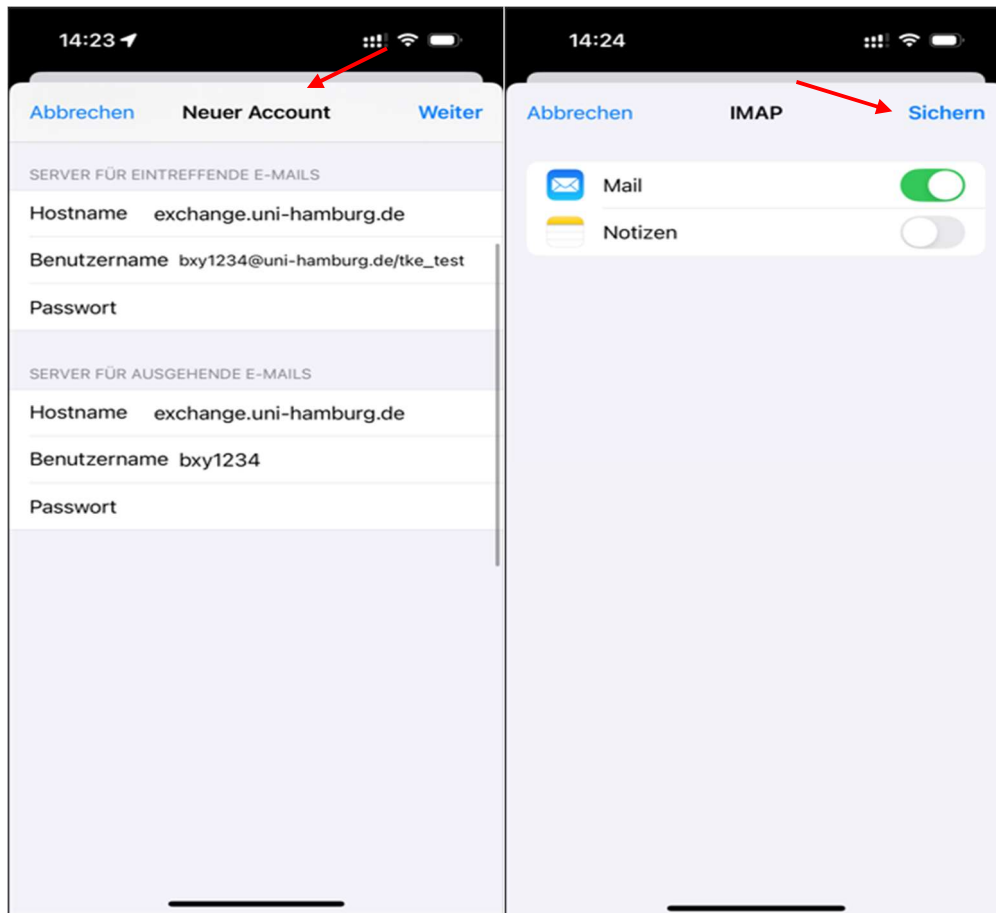 14:23
Abbrechen Neuer Account Weiter
SERVER FÜR EINTREFFENDE E-MAILS
Hostname exchange.uni-hamburg.de
Benutzername bxy1234@uni-hamburg.de/tke_test
Passwort
SERVER FÜR AUSGEHENDE E-MAILS
Hostname exchange.uni-hamburg.de
Benutzername bxy1234
Passwort
14:24
Abbrechen IMAP Sichern
Mail
Notizen